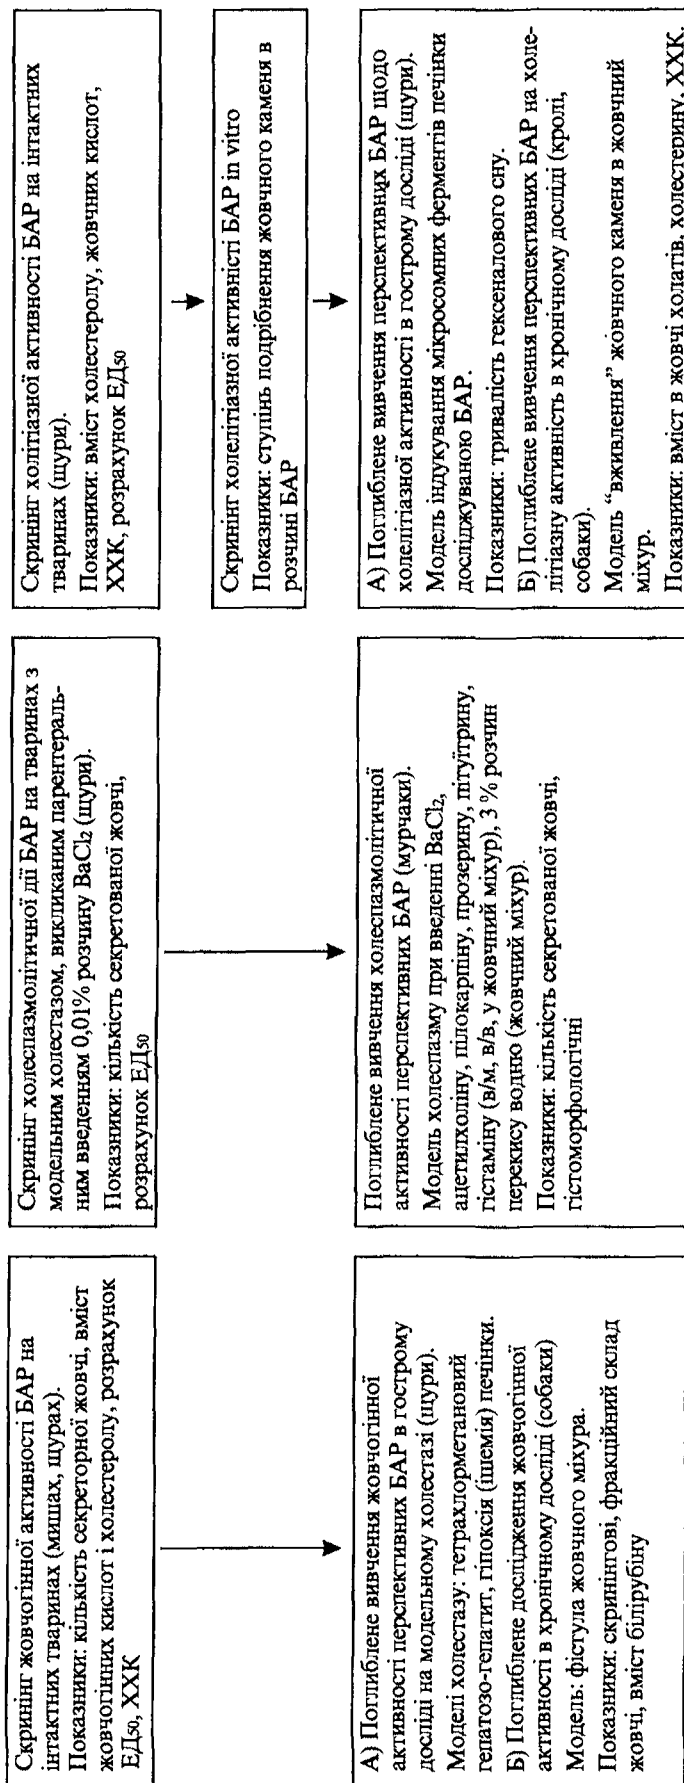 Скринінг жовчогінної активності БАР на
інтактних тваринах (мишах, щурах).
Показники: кількість секреторної жовчі, вміст
жовчогінних кислот і холестеролу, розрахунок
ЕД50, ХХК
А) Поглиблене вивчення жовчогінної
активності перспективних БАР в гострому
досліді на модельному холестазі (щури).
Моделі холестазу: тетрахлорметановий
гепатозо-гепатит, гіпоксія (ішемія) печінки.
Б) Поглиблене дослідження жовчогінної
активності в хронічному досліді (собаки)
Модель: фістула жовчного міхура.
Показники: скринінгові, фракційний склад
жовчі, вміст білірубіну
Скринінг холеспазмолітичної дії БАР на тваринах з
модельним холестазом, викликаним парентераль-
ним введенням 0,01% розчину BaCl2 (щури).
Показники: кількість секретованої жовчі,
розрахунок ЕД50
Поглиблене вивчення холеспазмолітичної
активності перспективних БАР (мурчаки).
Модель холеспазму при введенні BaCl2,
ацетилхоліну, пілокарпіну, прозерину, пітуїтрину,
гістаміну (в/м, в/в, у жовчний міхур), 3 % розчин
перекису водню (жовчний міхур).
Показники: кількість секретованої жовчі,
гістоморфологічні
Скринінг холітіазної активності БАР на інтактних
тваринах (щури).
Показники: вміст холестеролу, жовчних кислот,
ХХК, розрахунок ЕД50
Скринінг холелітіазної активністі БАР in vitro
Показники: ступінь подрібнення жовчного каменя в
розчині БАР
А) Поглиблене вивчення перспективних БАР щодо
холелітіазної активності в гострому досліді (щури).
Модель індукування мікросомних ферментів печінки
досліджуваною БАР.
Показники: тривалість гексеналового сну.
Б) Поглиблене вивчення перспективних БАР на холе-
літіазну активність в хронічному досліді (кролі,
собаки).
Модель “вживлення” жовчного каменя в жовчний
міхур.
Показники: вміст в жовчі холатів, холестерину, ХХК.